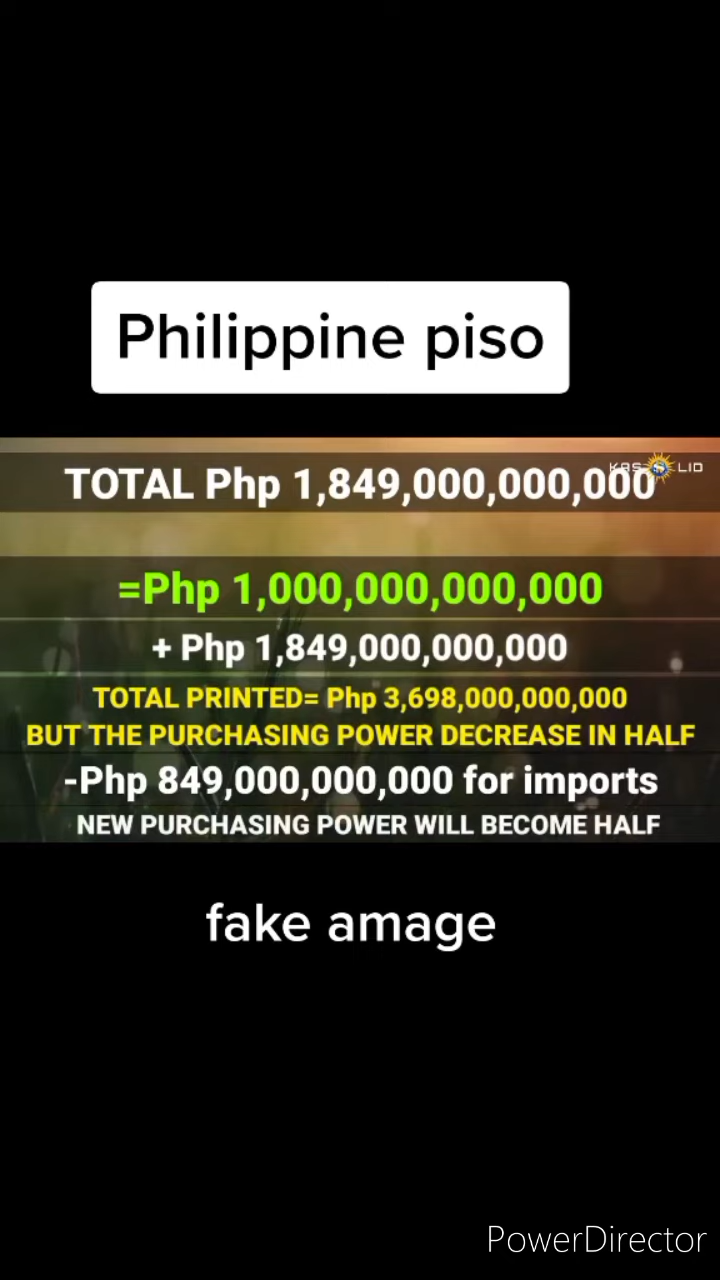 Philippine piso
KAS LID
TOTAL Php 1,849,000,000,000
=Php 1,000,000,000,000
+ Php 1,849,000,000,000
TOTAL PRINTED= Php 3,698,000,000,000
BUT THE PURCHASING POWER DECREASE IN HALF
-Php 849,000,000,000 for imports
NEW PURCHASING POWER WILL BECOME HALF
fake amage
PowerDirector